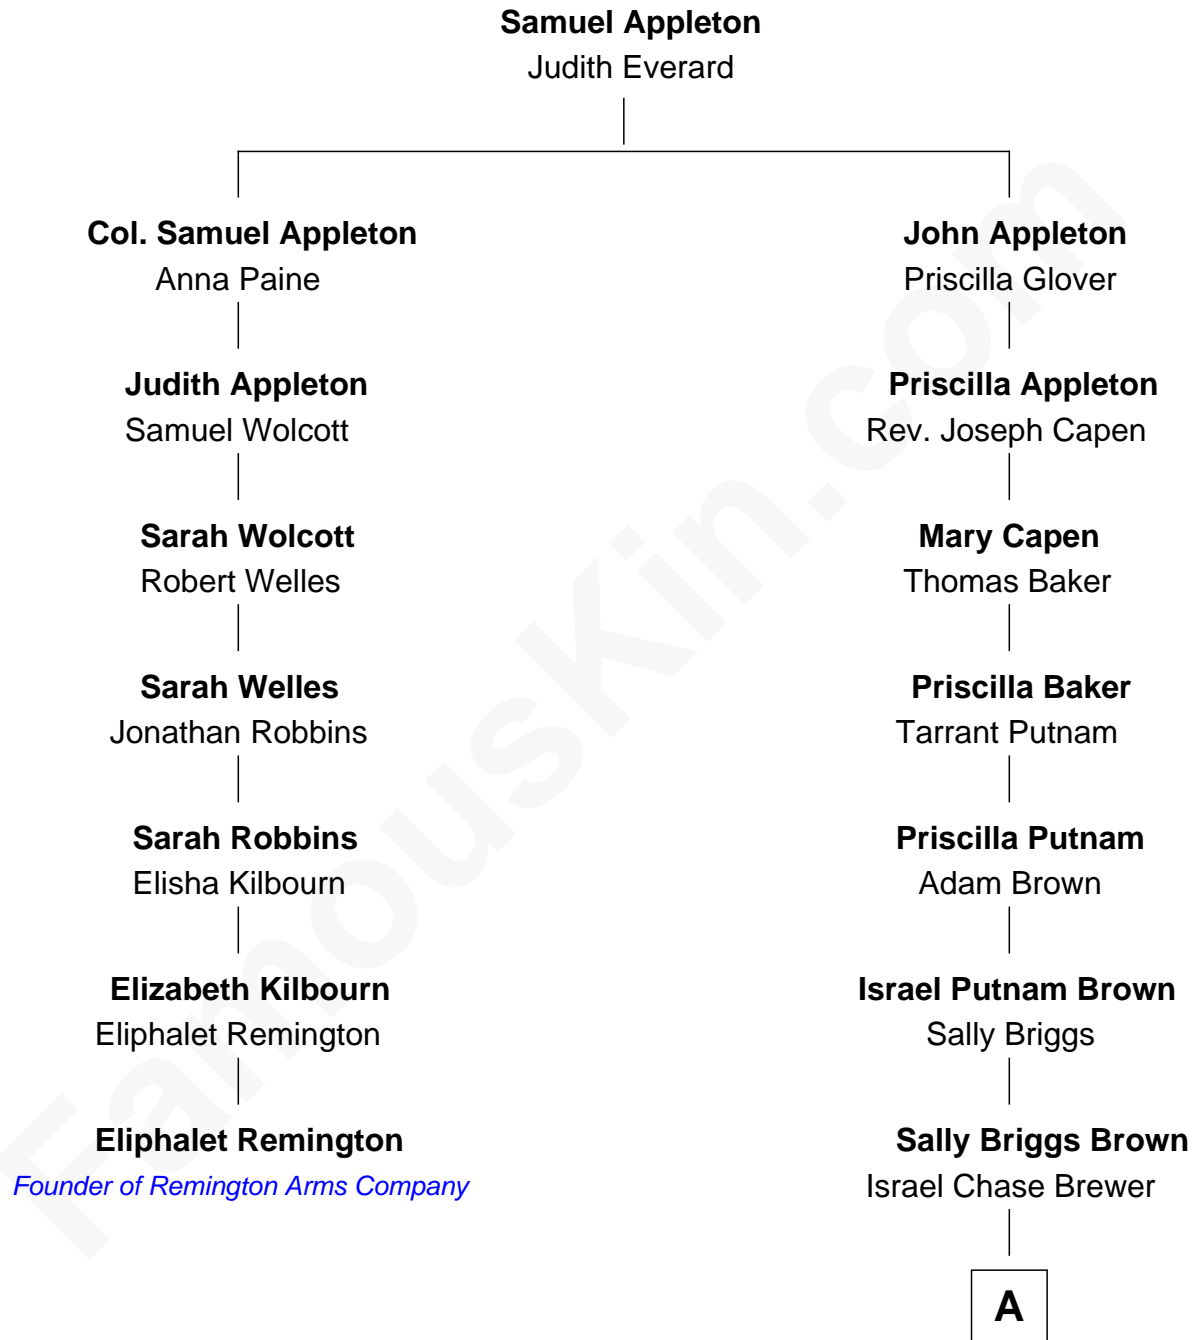 Samuel Appleton
Judith Everard
Col. Samuel Appleton
Anna Paine
John Appleton
Priscilla Glover
Judith Appleton
Samuel Wolcott
Priscilla Appleton
Rev. Joseph Capen
Sarah Wolcott
Robert Welles
Mary Capen
Thomas Baker
Sarah Welles
Jonathan Robbins
Priscilla Baker
Tarrant Putnam
Sarah Robbins
Elisha Kilbourn
Priscilla Putnam
Adam Brown
Elizabeth Kilbourn
Eliphalet Remington
Israel Putnam Brown
Sally Briggs
Eliphalet Remington
Founder of Remington Arms Company
Sally Briggs Brown
Israel Chase Brewer
A
FamousKin.com